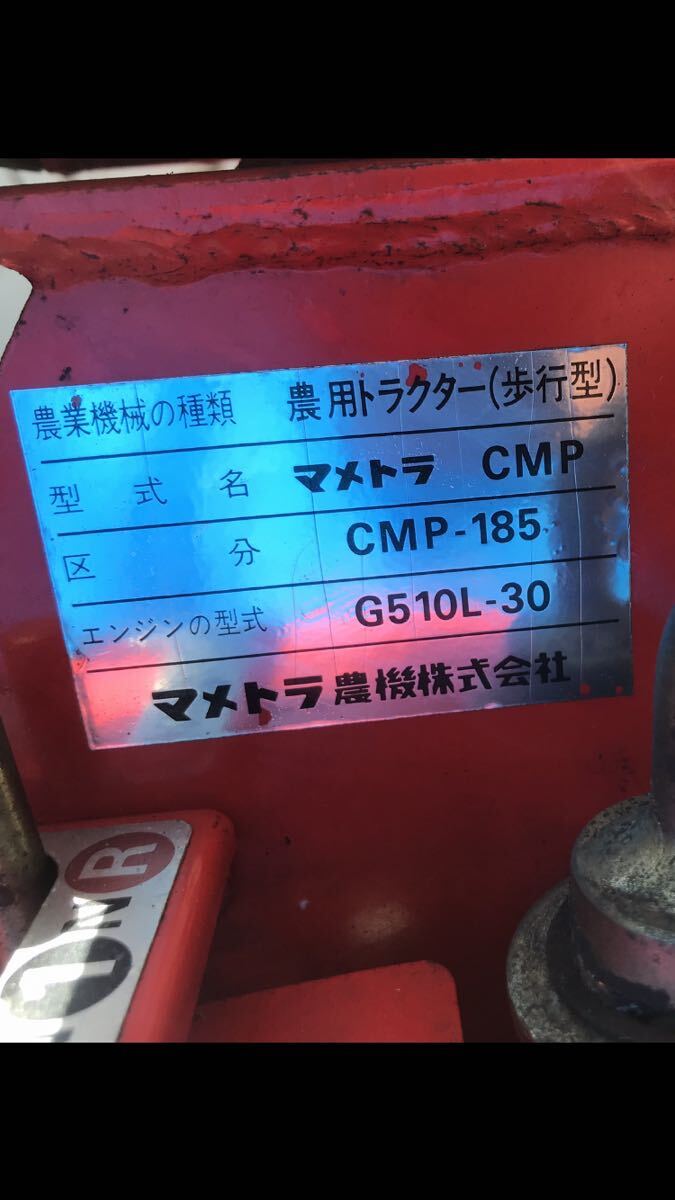 農業機械の種類 農用トラクター(歩行型)
型式名 マメトラ CMP
区分 CMP-185
エンジンの型式 G510L-30
マメトラ農機株式会社
1 N R